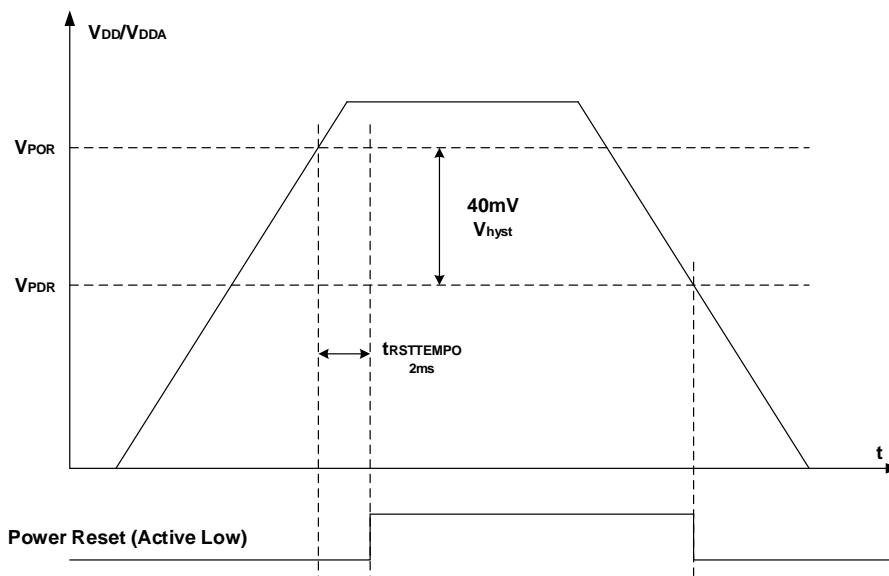 VDD/VDDA
VPOR
40mV
Vhyst
VPDR
tRSTTEMPO
2ms
t
Power Reset (Active Low)